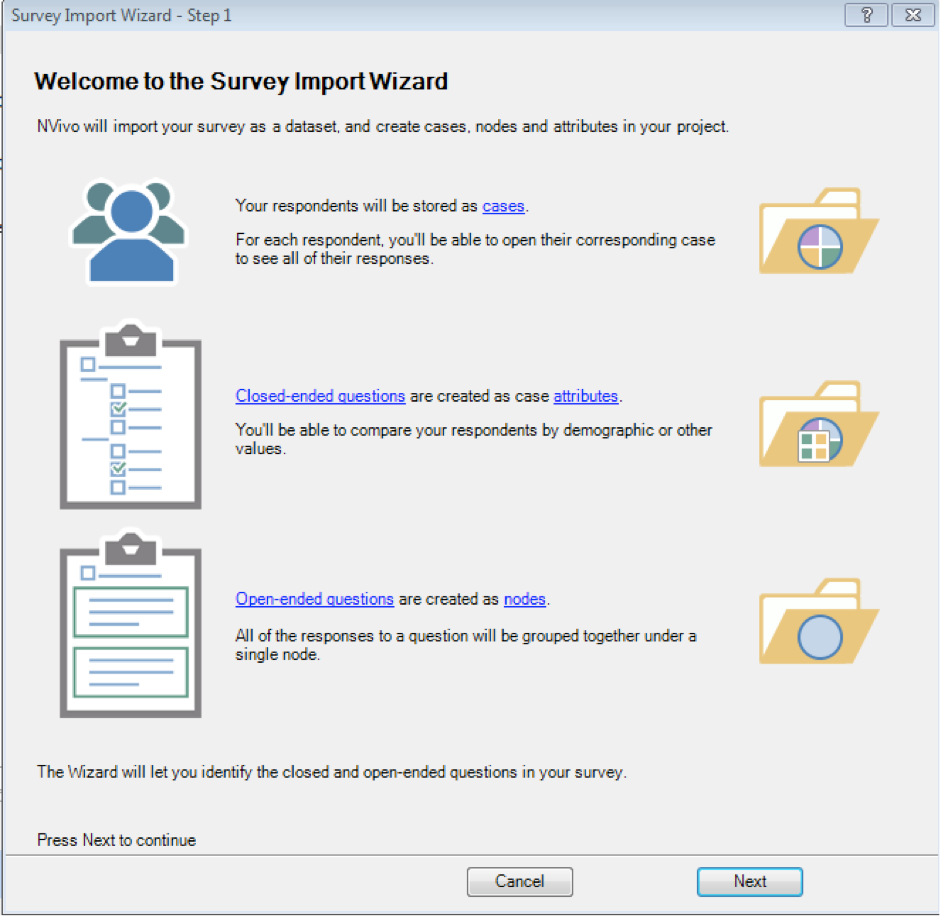 Survey Import Wizard - Step 1
Welcome to the Survey Import Wizard
NVivo will import your survey as a dataset, and create cases, nodes and attributes in your project.
Your respondents will be stored as cases.
For each respondent, you'll be able to open their corresponding case
to see all of their responses.
Closed-ended questions are created as case attributes.
You'll be able to compare your respondents by demographic or other
values.
Open-ended questions are created as nodes.
All of the responses to a question will be grouped together under a
single node.
The Wizard will let you identify the closed and open-ended questions in your survey.
Press Next to continue
Cancel
Next